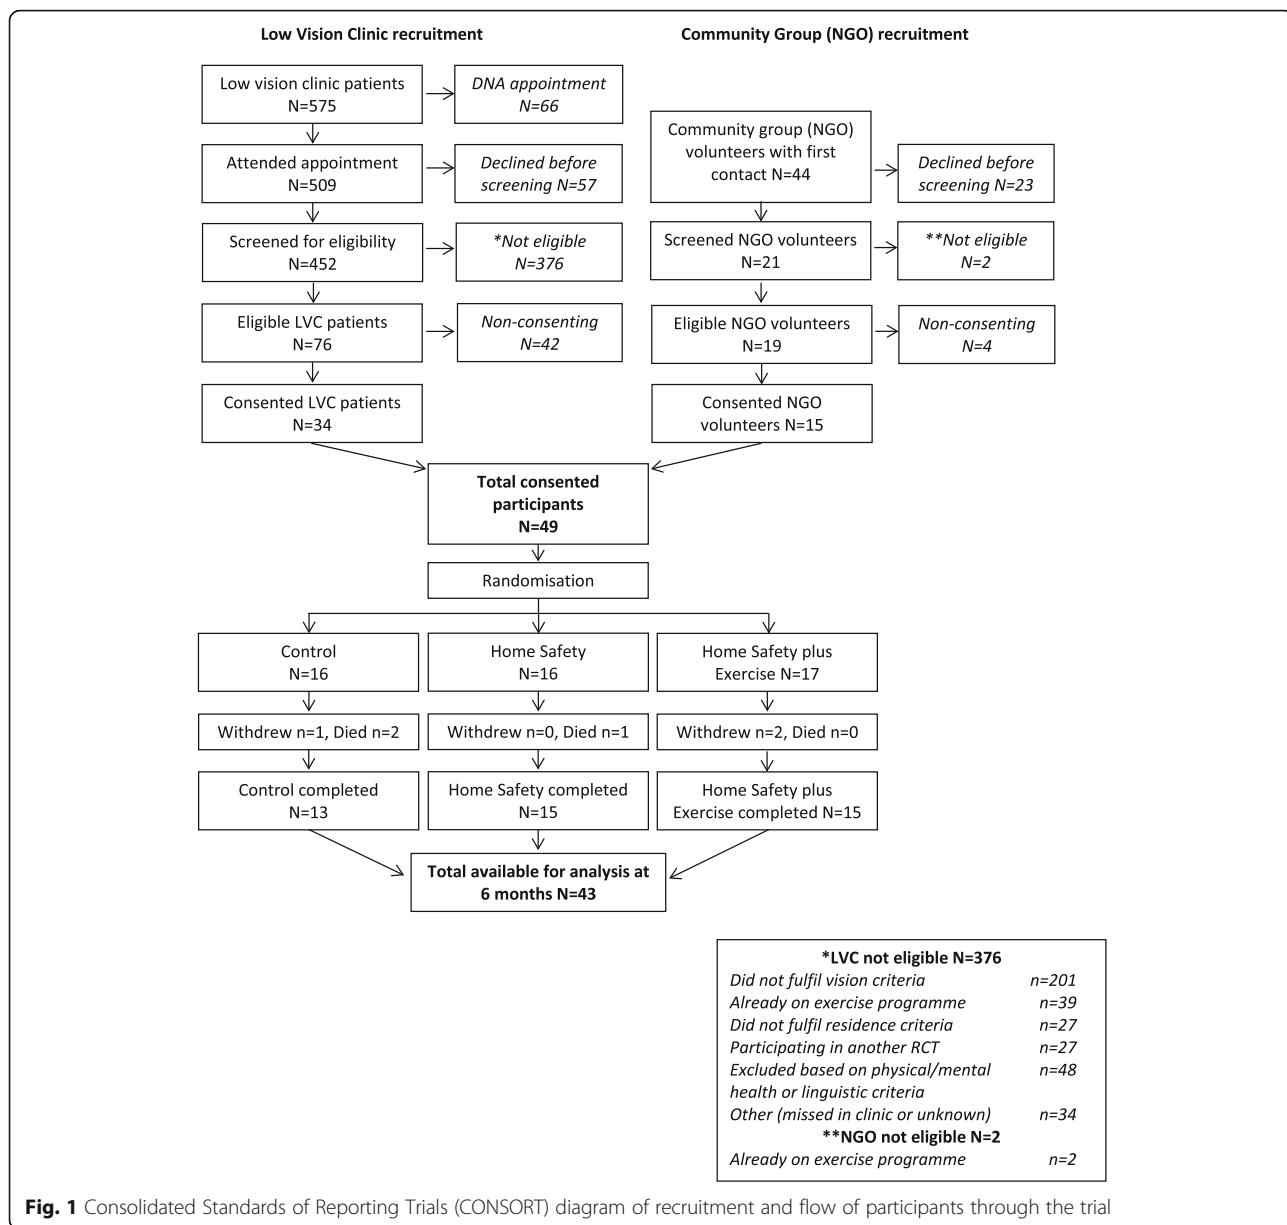 Low Vision Clinic recruitment
Low vision clinic patients
N=575
DNA appointment
N=66
Attended appointment
N=509
Declined before
screening N=57
Screened for eligibility
N=452
*Not eligible
N=376
Eligible LVC patients
N=76
Non-consenting
N=42
Consented LVC patients
N=34
Community Group (NGO) recruitment
Community group (NGO)
volunteers with first
contact N=44
Declined before
screening N=23
Screened NGO volunteers
N=21
**Not eligible
N=2
Eligible NGO volunteers
N=19
Non-consenting
N=4
Consented NGO
volunteers N=15
Total consented
participants
N=49
Randomisation
Control
N=16
Home Safety
N=16
Home Safety plus
Exercise N=17
Withdrew n=1, Died n=2
Withdrew n=0, Died n=1
Withdrew n=2, Died n=0
Control completed
N=13
Home Safety completed
N=15
Home Safety plus
Exercise completed N=15
Total available for analysis at
6 months N=43
*LVC not eligible N=376
Did not fulfil vision criteria n=201
Already on exercise programme n=39
Did not fulfil residence criteria n=27
Participating in another RCT n=27
Excluded based on physical/mental n=48
health or linguistic criteria
Other (missed in clinic or unknown) n=34
**NGO not eligible N=2
Already on exercise programme n=2
Fig. 1 Consolidated Standards of Reporting Trials (CONSORT) diagram of recruitment and flow of participants through the trial